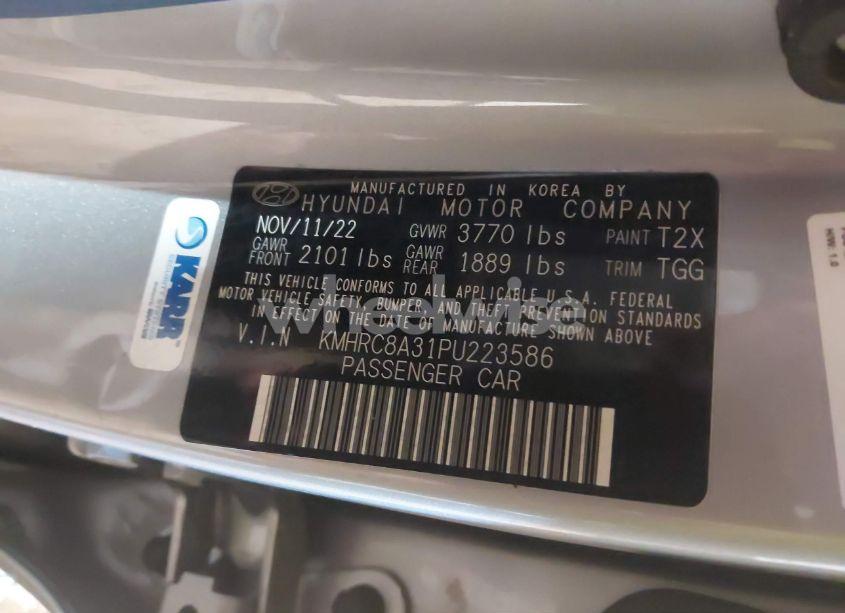 MANUFACTURED IN KOREA BY
HYUNDAI MOTOR COMPANY
NOV/11/22 GVWR 3770 lbs PAINT T2X
GAWR FRONT 2101 lbs GAWR REAR 1889 lbs TRIM TGG
THIS VEHICLE CONFORMS TO ALL APPLICABLE U.S.A. FEDERAL
MOTOR VEHICLE SAFETY, BUMPER, AND THEFT PREVENTION STANDARDS
IN EFFECT ON THE DATE OF MANUFACTURE SHOWN ABOVE
V.I.N KMHRC8A31PU223586
PASSENGER CAR
wheelwise
KARR